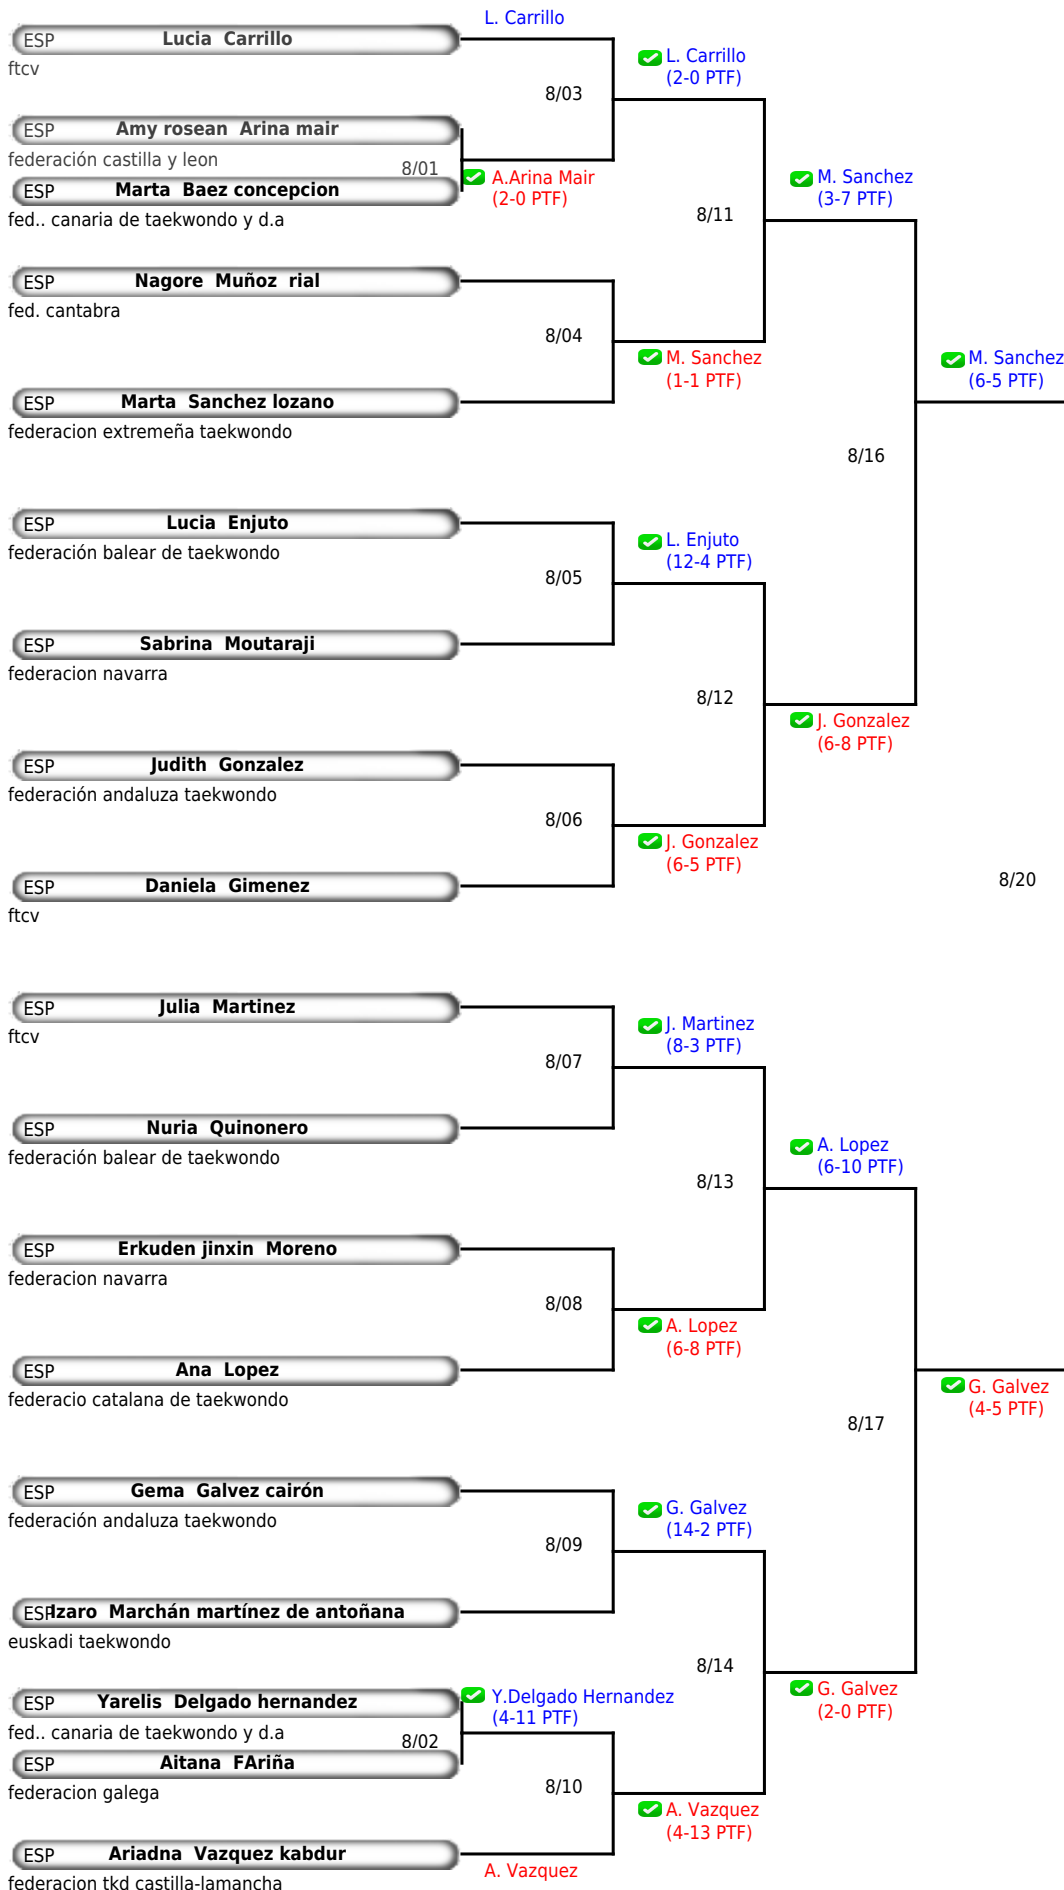 L. Carrillo
ESP Lucia Carrillo
ftcv
L. Carrillo
(2-0 PTF)
8/03
ESP Amy rosean Arina mair
federación castilla y leon
8/01
A.Arina Mair
(2-0 PTF)
ESP Marta Baez concepcion
fed.. canaria de taekwondo y d.a
M. Sanchez
(3-7 PTF)
8/11
ESP Nagore Muñoz rial
fed. cantabra
8/04
M. Sanchez
(1-1 PTF)
M. Sanchez
(6-5 PTF)
ESP Marta Sanchez lozano
federacion extremeña taekwondo
8/16
ESP Lucia Enjuto
federación balear de taekwondo
L. Enjuto
(12-4 PTF)
8/05
ESP Sabrina Moutaraji
federacion navarra
8/12
J. Gonzalez
(6-8 PTF)
ESP Judith Gonzalez
federación andaluza taekwondo
8/06
J. Gonzalez
(6-5 PTF)
ESP Daniela Gimenez
ftcv
8/20
ESP Julia Martinez
ftcv
J. Martinez
(8-3 PTF)
8/07
ESP Nuria Quinonero
federación balear de taekwondo
A. Lopez
(6-10 PTF)
8/13
ESP Erkuden jinxin Moreno
federacion navarra
8/08
A. Lopez
(6-8 PTF)
ESP Ana Lopez
federacio catalana de taekwondo
G. Galvez
(4-5 PTF)
8/17
ESP Gema Galvez cairón
federación andaluza taekwondo
G. Galvez
(14-2 PTF)
8/09
ESP Izaro Marchán martínez de antoñana
euskadi taekwondo
8/14
G. Galvez
(2-0 PTF)
ESP Yarelis Delgado hernandez
fed.. canaria de taekwondo y d.a
8/02
Y.Delgado Hernandez
(4-11 PTF)
ESP Aitana FAriña
federacion galega
8/10
A. Vazquez
(4-13 PTF)
ESP Ariadna Vazquez kabdur
A. Vazquez
federacion tkd castilla-lamancha